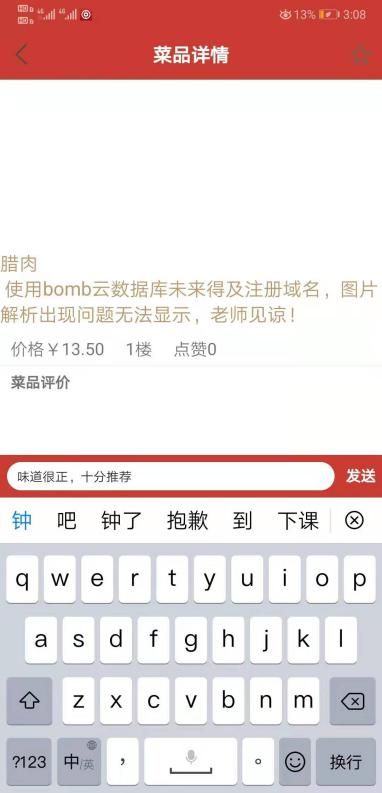 13% 3:08
菜品详情
腊肉
使用bomb云数据库未来得及注册域名，图片
解析出现问题无法显示，老师见谅！
价格￥13.50 1楼 点赞0
菜品评价
味道很正，十分推荐 发送
钟 吧 钟了 抱歉 到 下课
q w e r t y u i o p
a s d f g h j k l
z x c v b n m
?123 中/英 ， 。 换行